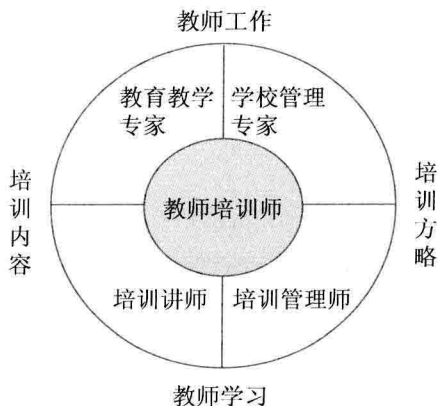 教师工作
教育教学
专家
学校管理
专家
培训内容
教师培训师
培训方略
培训讲师
培训管理师
教师学习